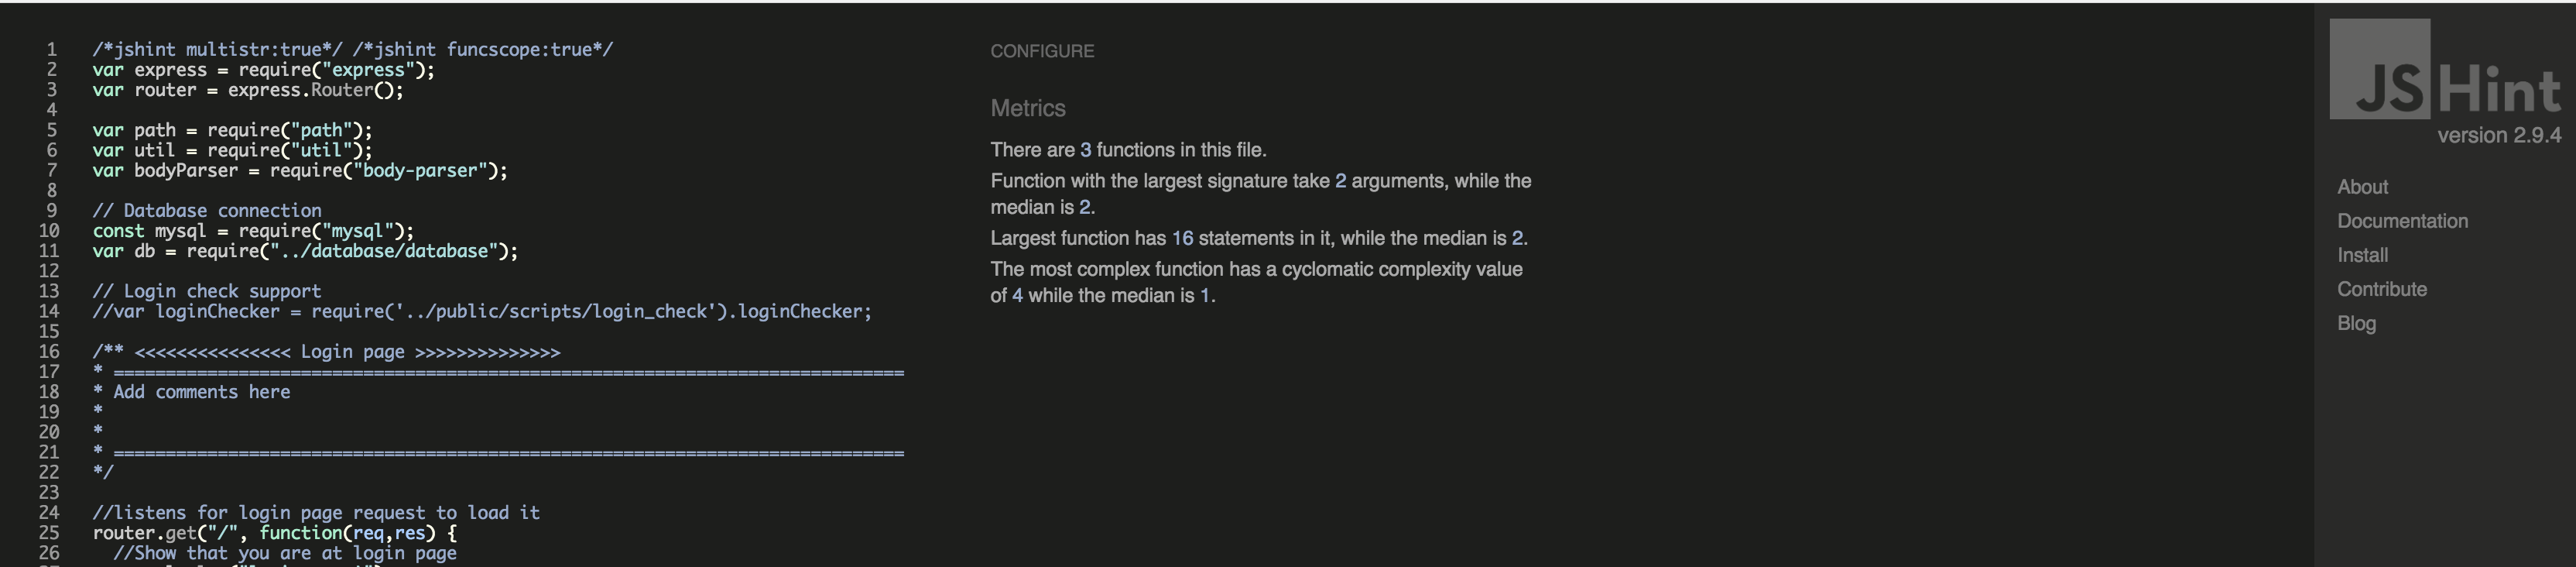 1 /*jshint multistr:true*/ /*jshint funcscope:true*/
2 var express = require("express");
3 var router = express.Router();
4
5 var path = require("path");
6 var util = require("util");
7 var bodyParser = require("body-parser");
8
9 // Database connection
10 const mysql = require("mysql");
11 var db = require("../database/database");
12
13 // Login check support
14 //var loginChecker = require('../public/scripts/login_check').loginChecker;
15
16 /** <<<<<<<<<<<<<<< Login page >>>>>>>>>>>>>>
17 * ============================================================================
18 * Add comments here
19 *
20 *
21 * ============================================================================
22 */
23
24 //listens for login page request to load it
25 router.get("/", function(req,res) {
26 //Show that you are at login page
CONFIGURE
Metrics
There are 3 functions in this file.
Function with the largest signature take 2 arguments, while the
median is 2.
Largest function has 16 statements in it, while the median is 2.
The most complex function has a cyclomatic complexity value
of 4 while the median is 1.
JSHint
version 2.9.4
About
Documentation
Install
Contribute
Blog